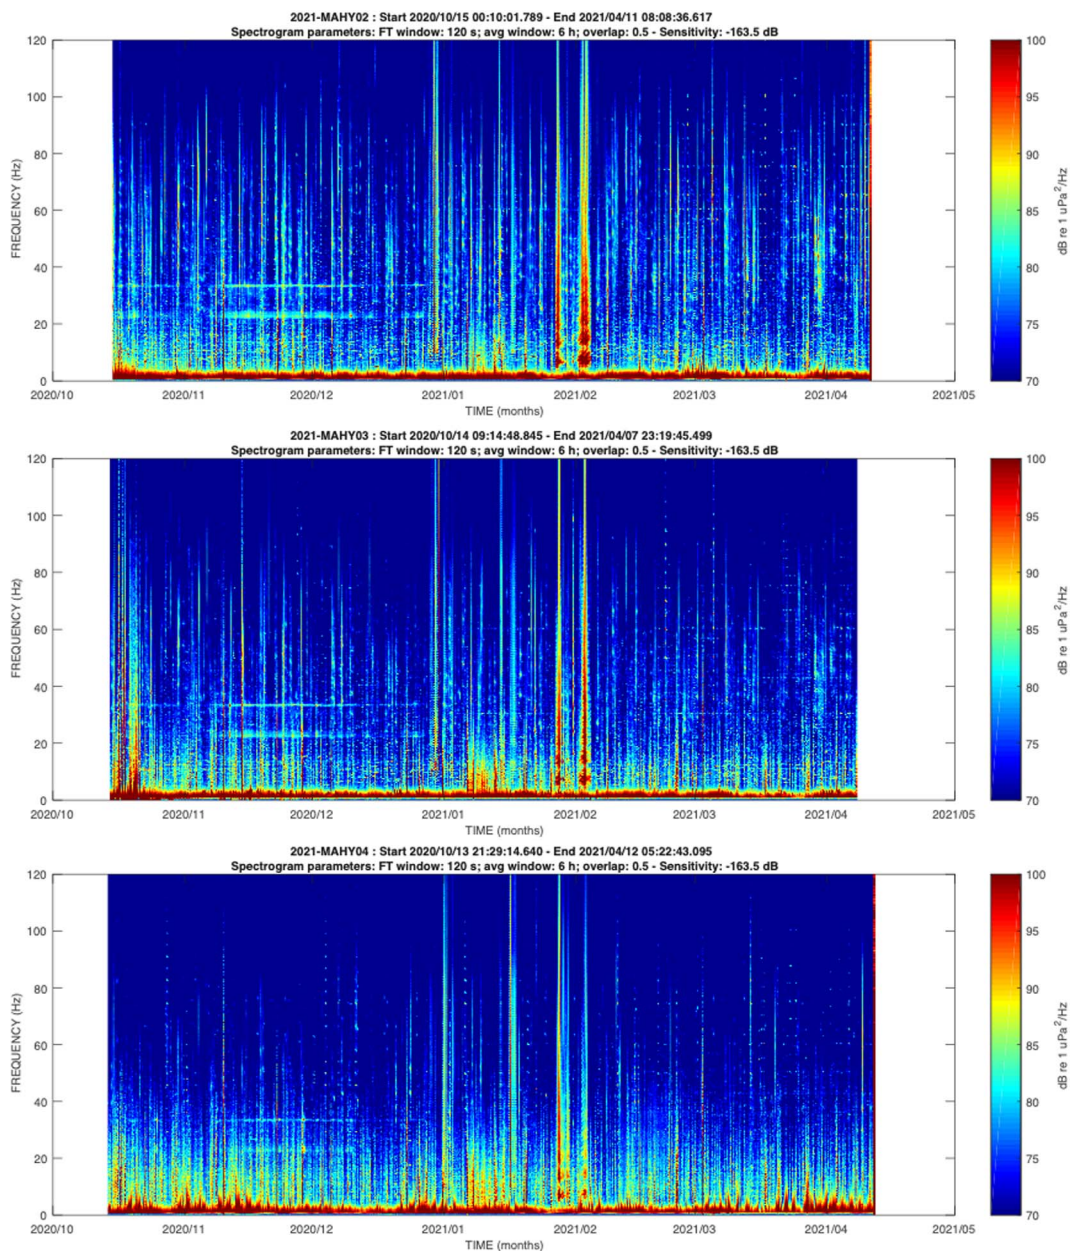 2021-MAHY02 : Start 2020/10/15 00:10:01.789 - End 2021/04/11 08:08:36.617
Spectrogram parameters: FT window: 120 s; avg window: 6 h; overlap: 0.5 - Sensitivity: -163.5 dB
120
100
80
60
40
20
0
FREQUENCY (Hz)
2020/10 2020/11 2020/12 2021/01 2021/02 2021/03 2021/04 2021/05
TIME (months)
100
95
90
85
80
75
70
dB re 1 uPa²/Hz
2021-MAHY03 : Start 2020/10/14 09:14:48.845 - End 2021/04/07 23:19:45.499
Spectrogram parameters: FT window: 120 s; avg window: 6 h; overlap: 0.5 - Sensitivity: -163.5 dB
120
100
80
60
40
20
0
FREQUENCY (Hz)
2020/10 2020/11 2020/12 2021/01 2021/02 2021/03 2021/04 2021/05
TIME (months)
100
95
90
85
80
75
70
dB re 1 uPa²/Hz
2021-MAHY04 : Start 2020/10/13 21:29:14.640 - End 2021/04/12 05:22:43.095
Spectrogram parameters: FT window: 120 s; avg window: 6 h; overlap: 0.5 - Sensitivity: -163.5 dB
120
100
80
60
40
20
0
FREQUENCY (Hz)
2020/10 2020/11 2020/12 2021/01 2021/02 2021/03 2021/04 2021/05
TIME (months)
100
95
90
85
80
75
70
dB re 1 uPa²/Hz